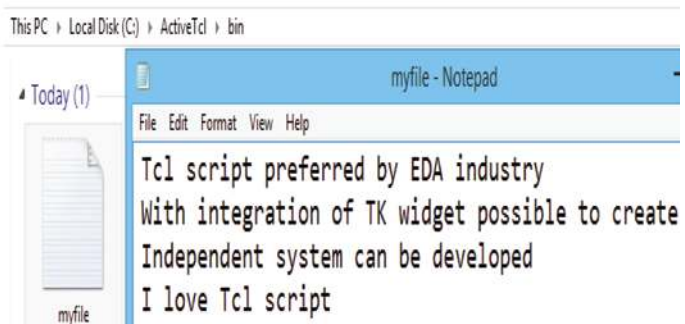 This PC ▸ Local Disk (C:) ▸ ActiveTcl ▸ bin
Today (1)
myfile - Notepad
File Edit Format View Help
Tcl script preferred by EDA industry
With integration of TK widget possible to create
Independent system can be developed
I love Tcl script
myfile